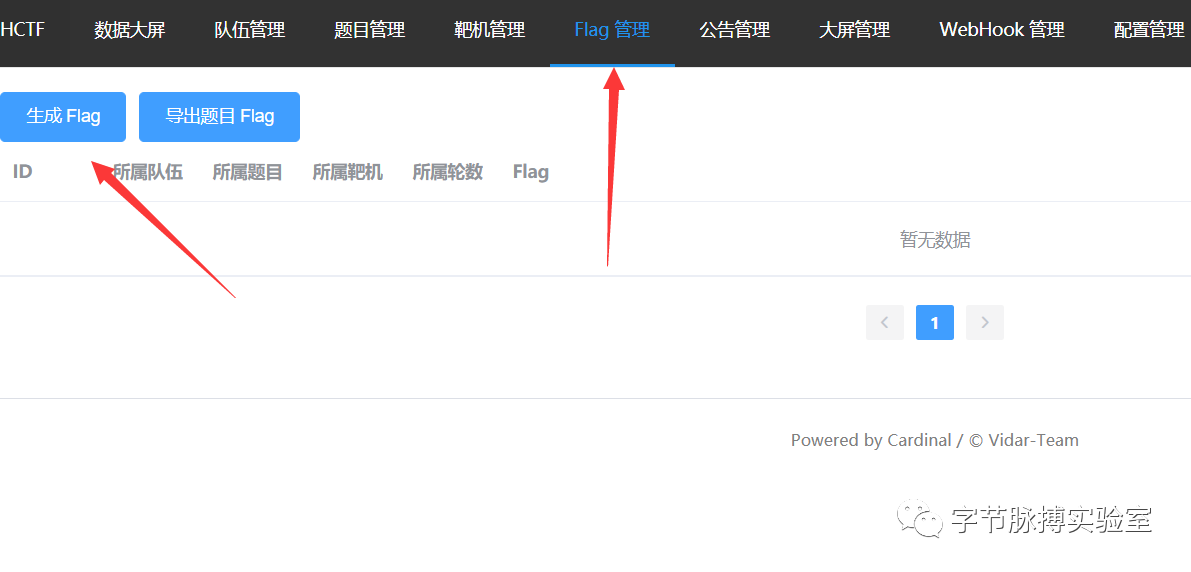 HCTF 数据大屏 队伍管理 题目管理 靶机管理 Flag 管理 公告管理 大屏管理 WebHook 管理 配置管理
生成 Flag 导出题目 Flag
ID 所属队伍 所属题目 所属靶机 所属轮数 Flag
暂无数据
1
Powered by Cardinal / © Vidar-Team
字节脉搏实验室